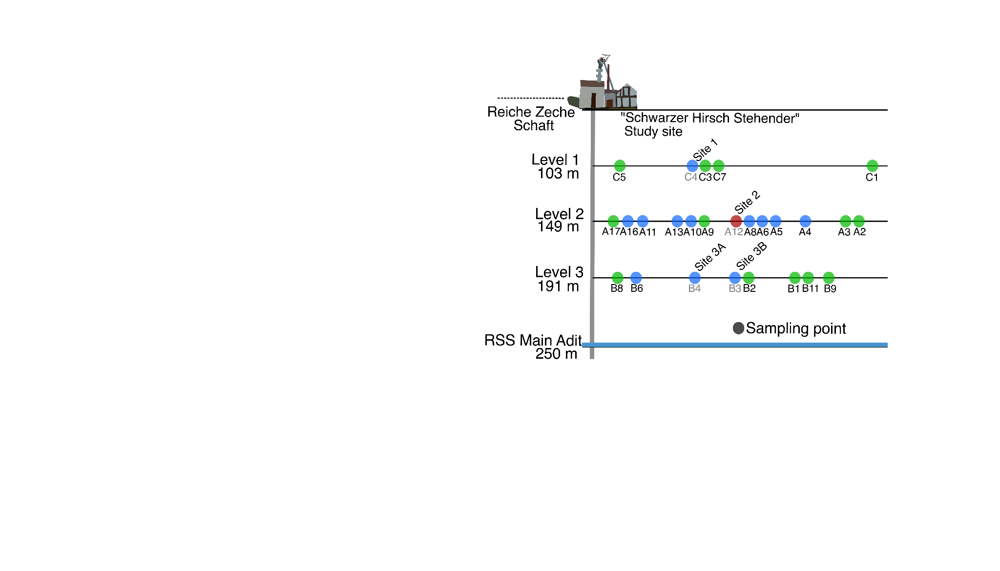 Reiche Zeche
Schaft
"Schwarzer Hirsch Stehender"
Study site
Level 1
103 m
Site 1
C5
C4
C3
C7
C1
Level 2
149 m
Site 2
A17
A16
A11
A13
A10
A9
A12
A8
A6
A5
A4
A3
A2
Level 3
191 m
Site 3A
Site 3B
B8
B6
B4
B3
B2
B1
B11
B9
Sampling point
RSS Main Adit
250 m